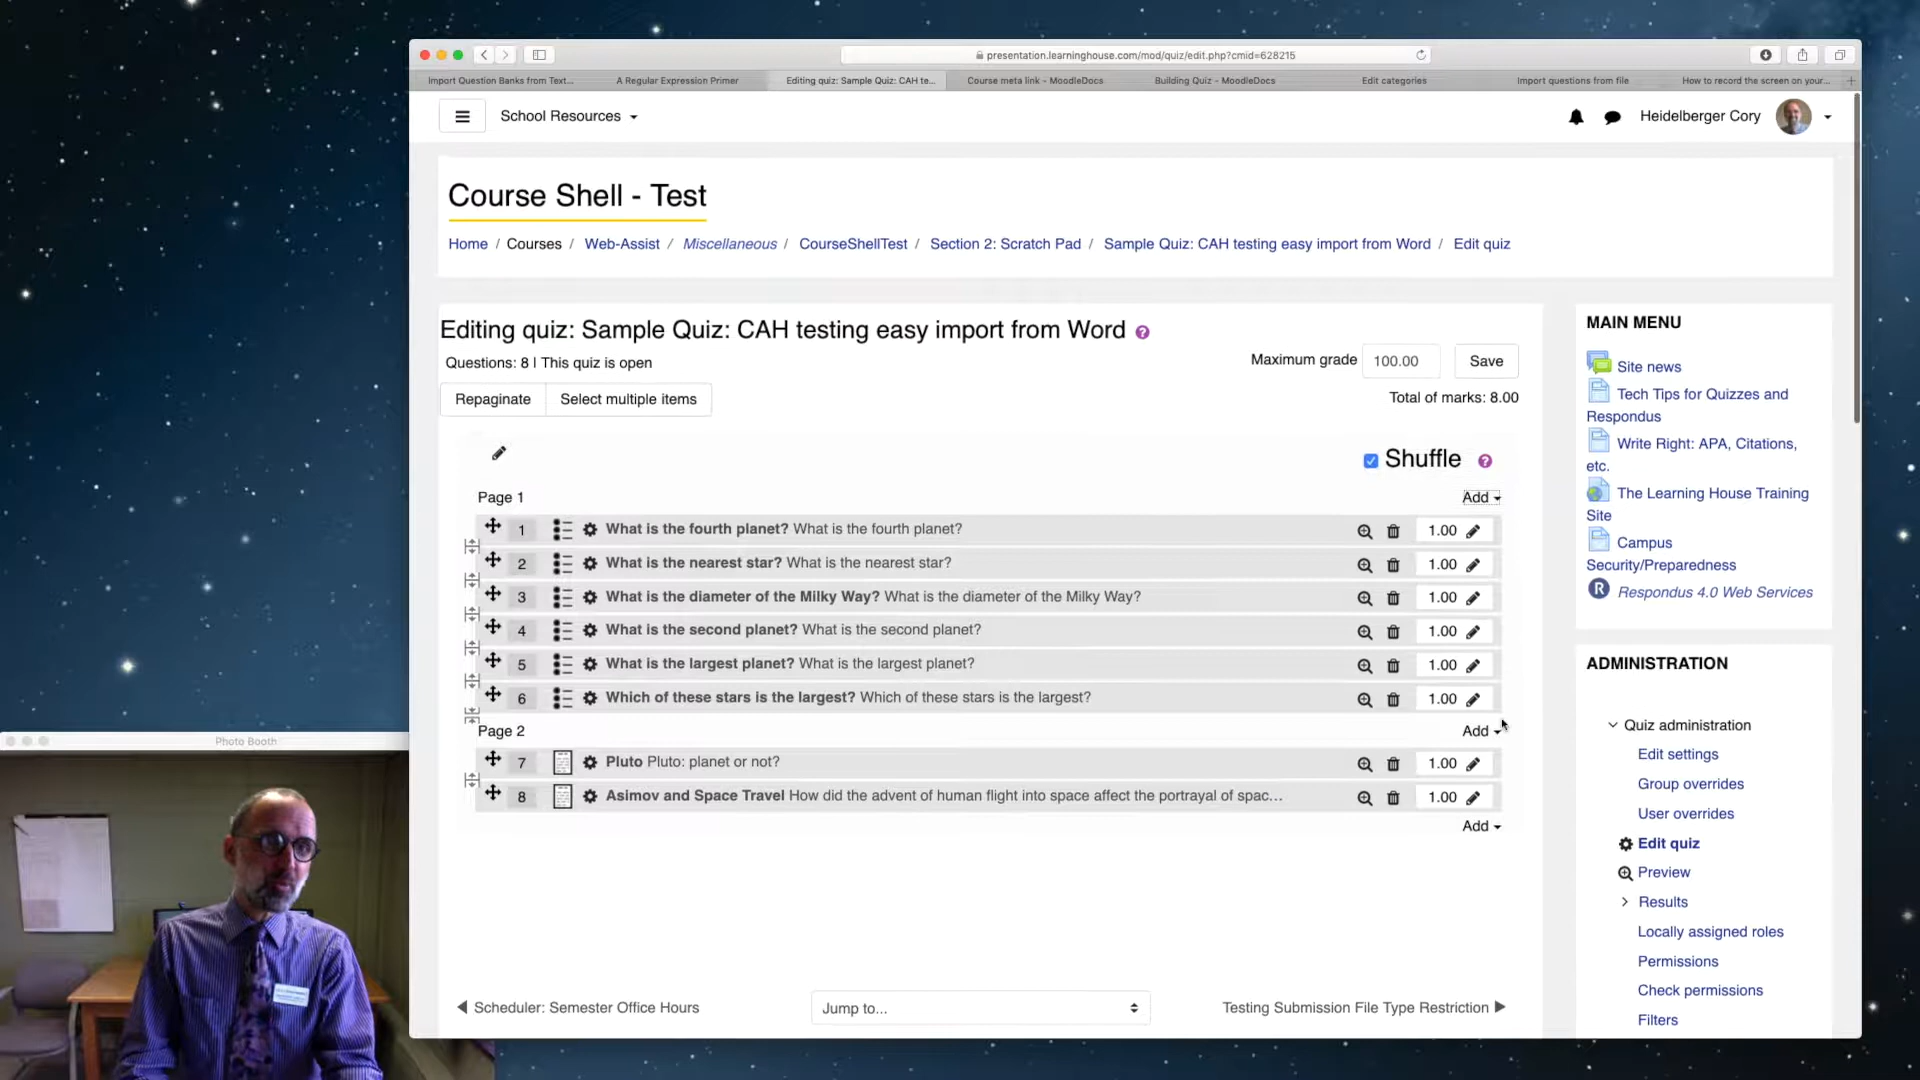 presentation.learninghouse.com/mod/quiz/edit.php?cmid=628215
Import Question Banks from Text...
A Regular Expression Primer
Editing quiz: Sample Quiz: CAH te...
Course meta link - MoodleDocs
Building Quiz - MoodleDocs
Edit categories
Import questions from file
How to record the screen on your...
School Resources
Heidelberger Cory
Course Shell - Test
Home / Courses / Web-Assist / Miscellaneous / CourseShellTest / Section 2: Scratch Pad / Sample Quiz: CAH testing easy import from Word / Edit quiz
Editing quiz: Sample Quiz: CAH testing easy import from Word
Questions: 8 | This quiz is open
Maximum grade 100.00 Save
Repaginate Select multiple items
Total of marks: 8.00
Shuffle
Page 1 Add
1 What is the fourth planet? What is the fourth planet? 1.00
2 What is the nearest star? What is the nearest star? 1.00
3 What is the diameter of the Milky Way? What is the diameter of the Milky Way? 1.00
4 What is the second planet? What is the second planet? 1.00
5 What is the largest planet? What is the largest planet? 1.00
6 Which of these stars is the largest? Which of these stars is the largest? 1.00
Page 2 Add
7 Pluto Pluto: planet or not? 1.00
8 Asimov and Space Travel How did the advent of human flight into space affect the portrayal of spac... 1.00
Add
Scheduler: Semester Office Hours
Jump to...
Testing Submission File Type Restriction
MAIN MENU
Site news
Tech Tips for Quizzes and
Respondus
Write Right: APA, Citations,
etc.
The Learning House Training
Site
Campus
Security/Preparedness
R Respondus 4.0 Web Services
ADMINISTRATION
Quiz administration
Edit settings
Group overrides
User overrides
Edit quiz
Preview
Results
Locally assigned roles
Permissions
Check permissions
Filters
Photo Booth